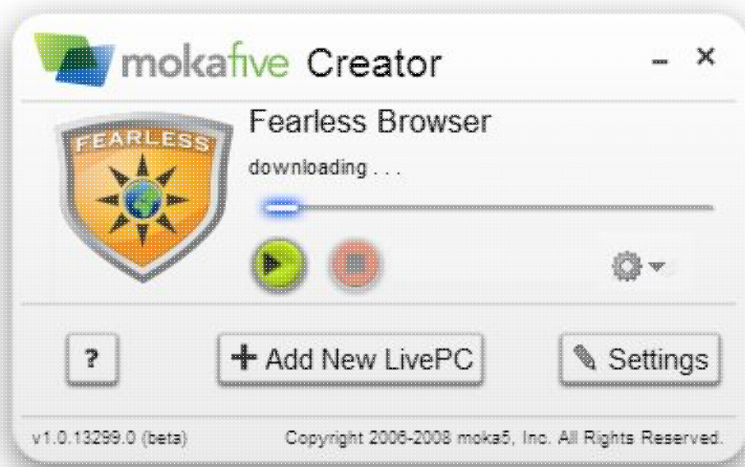 mokafive Creator
FEARLESS
Fearless Browser
downloading . . .
?
+ Add New LivePC
Settings
v1.0.13299.0 (beta)
Copyright 2006-2008 moka5, Inc. All Rights Reserved.